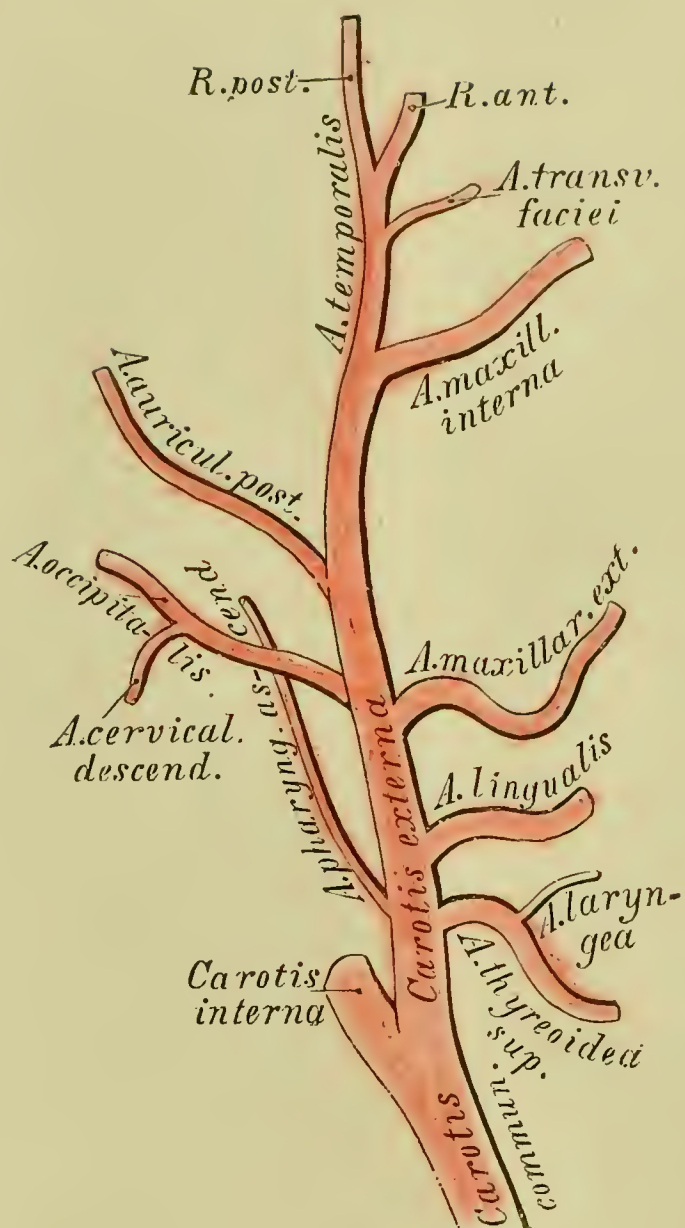 R.post.
R.ant.
A.transv.
faciei
A.temporalis
A.maxill.
interna
A.auricul.post.
A.occipita-
lis.
A.pharyng.as-
cend
A.maxillar.ext.
A.cervical.
descend.
A.lingualis
Carotis externa
A.laryn-
gea
Carotis
interna
A.thyreoidea
sup.
Carotis
commun.